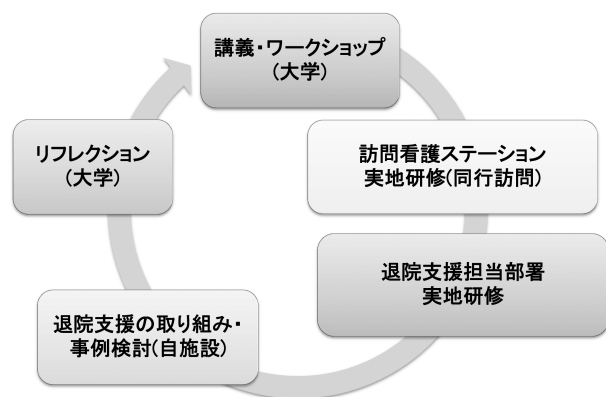 講義・ワークショップ
(大学)
訪問看護ステーション
実地研修(同行訪問)
退院支援担当部署
実地研修
退院支援の取り組み・
事例検討(自施設)
リフレクション
(大学)